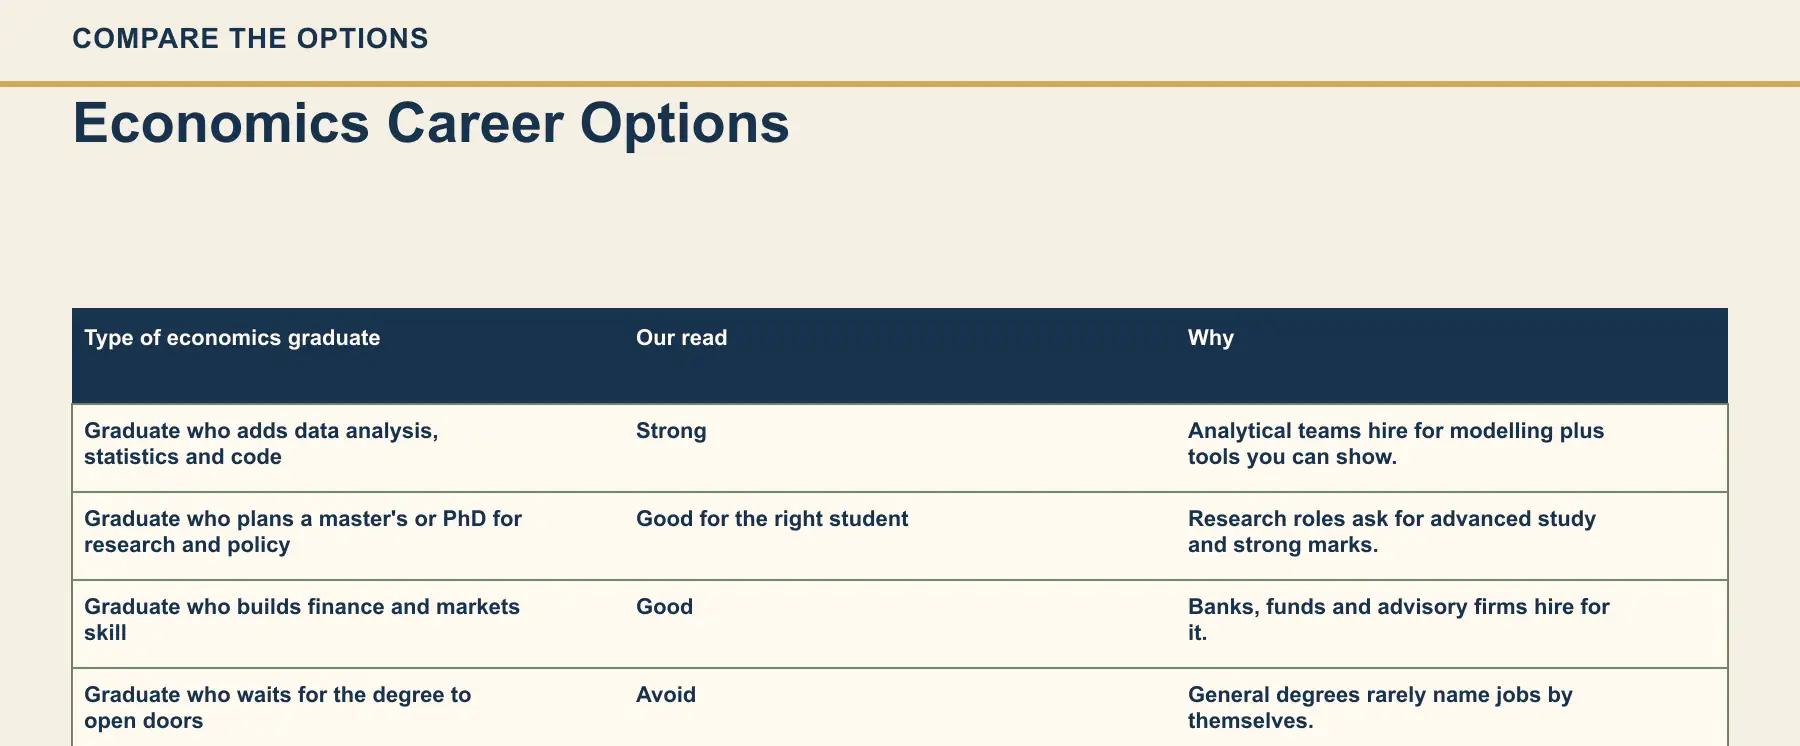 COMPARE THE OPTIONS
Economics Career Options
Type of economics graduate
Our read
Why
Graduate who adds data analysis,
statistics and code
Strong
Analytical teams hire for modelling plus
tools you can show.
Graduate who plans a master's or PhD for
research and policy
Good for the right student
Research roles ask for advanced study
and strong marks.
Graduate who builds finance and markets
skill
Good
Banks, funds and advisory firms hire for
it.
Graduate who waits for the degree to
open doors
Avoid
General degrees rarely name jobs by
themselves.